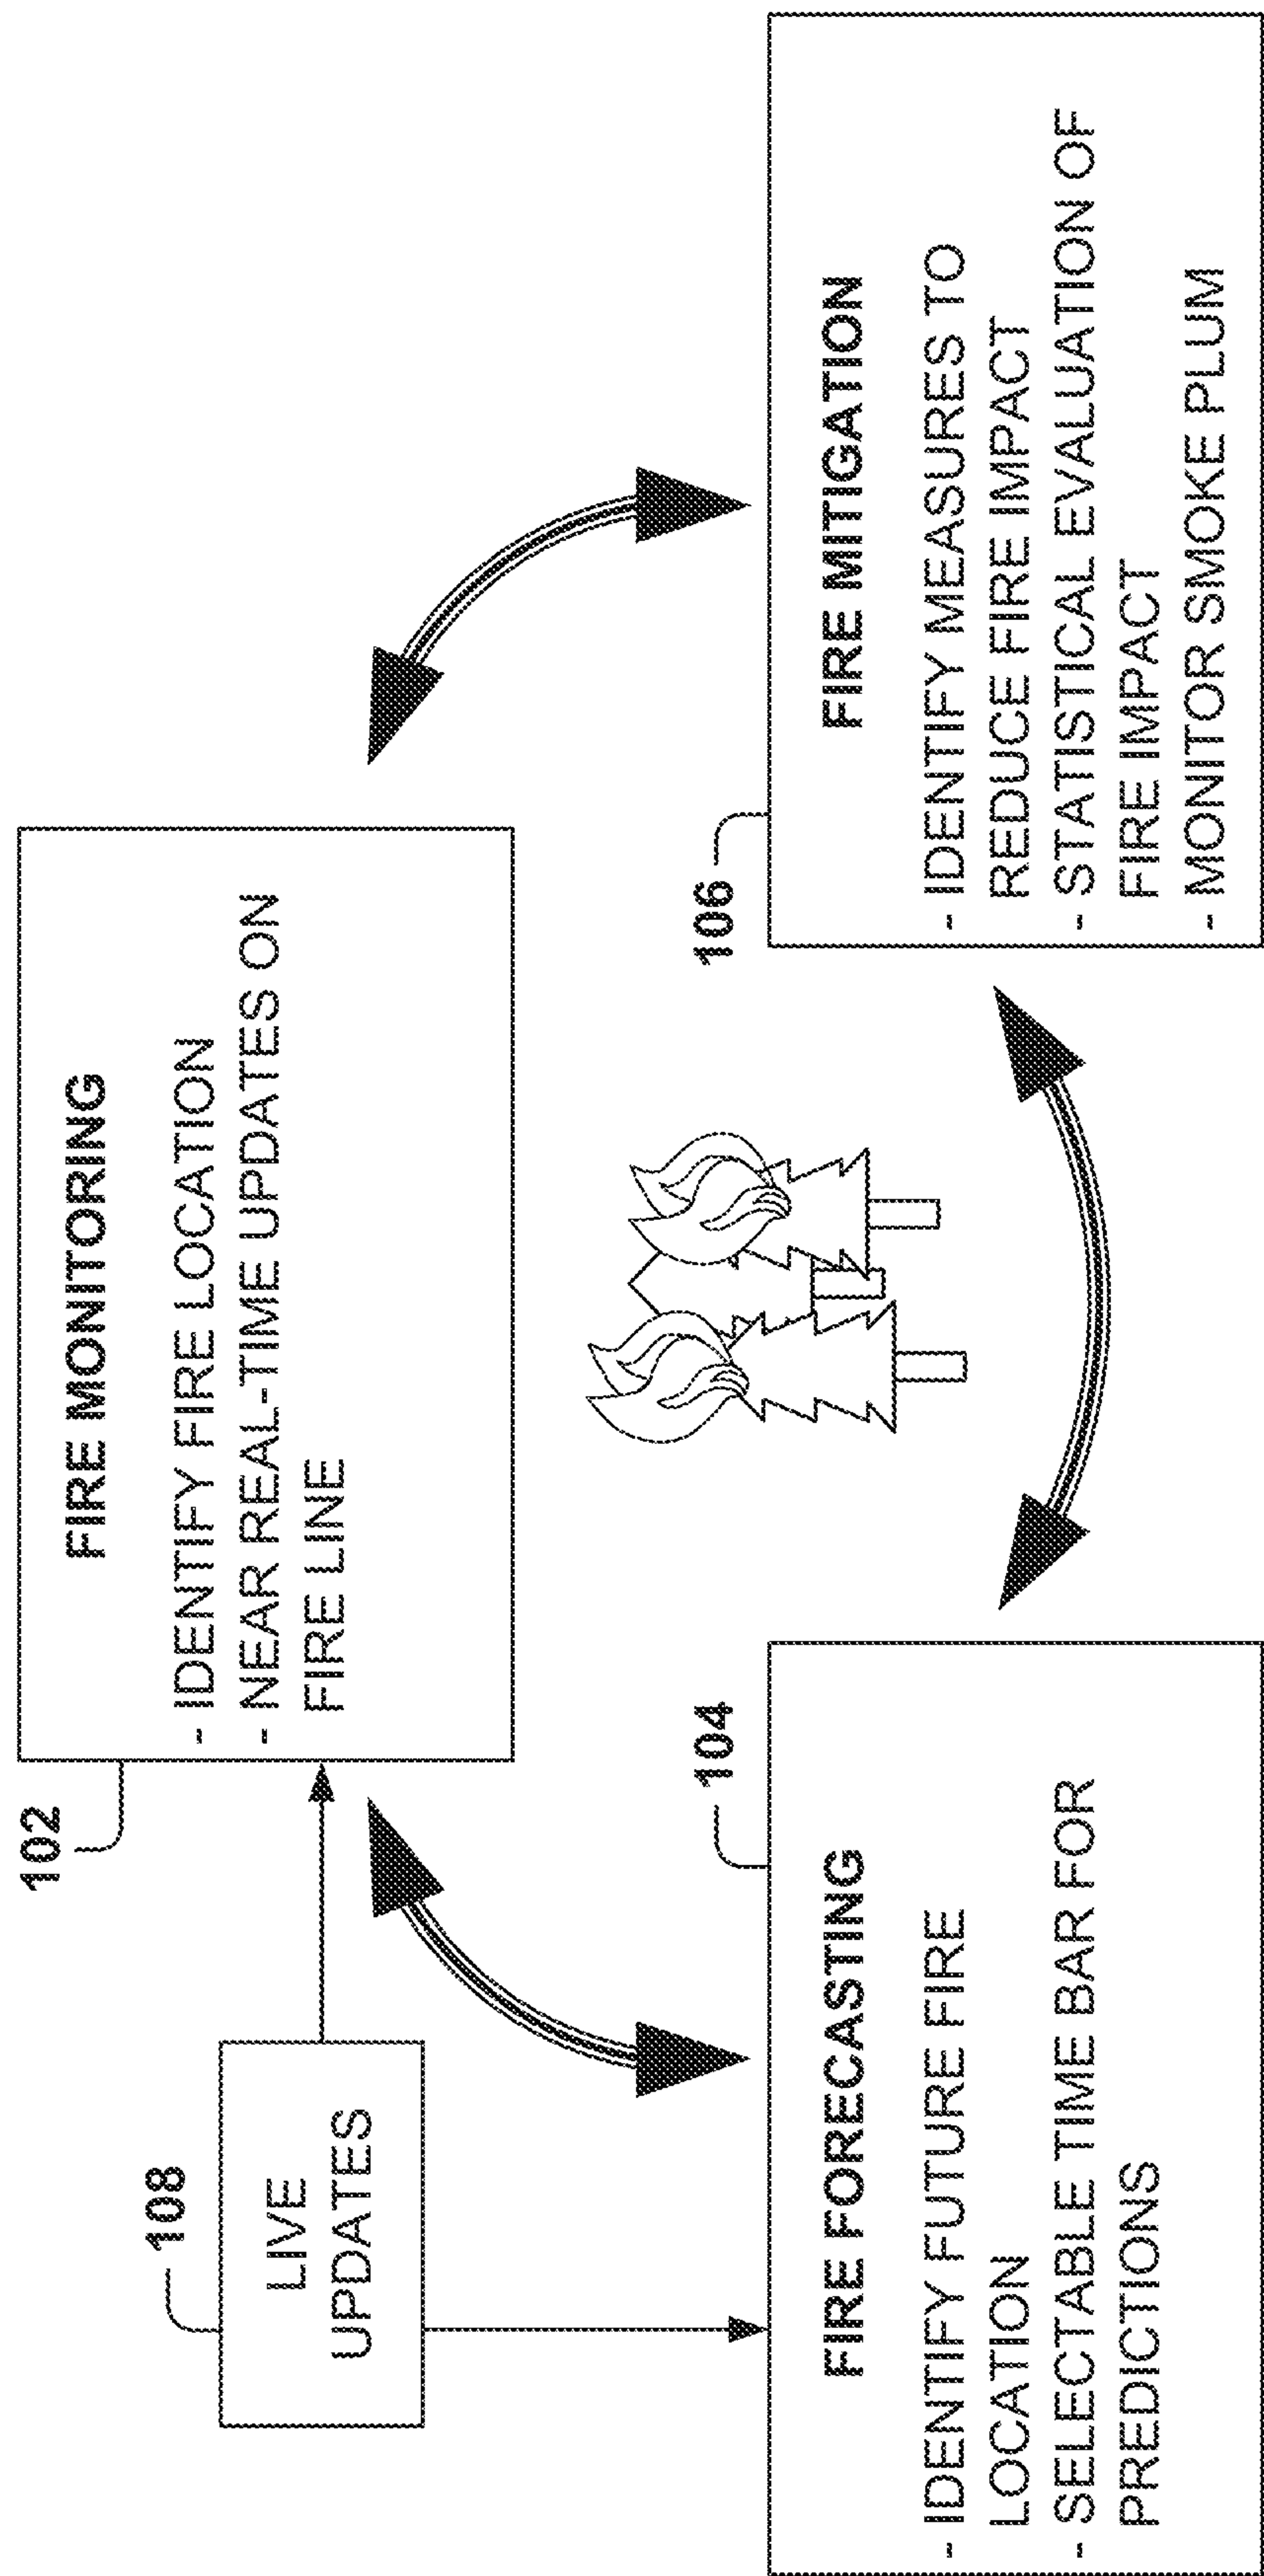 108
LIVE
UPDATES
102
FIRE MONITORING
- IDENTIFY FIRE LOCATION
- NEAR REAL-TIME UPDATES ON
FIRE LINE
104
FIRE FORECASTING
- IDENTIFY FUTURE FIRE
LOCATION
- SELECTABLE TIME BAR FOR
PREDICTIONS
106
FIRE MITIGATION
- IDENTIFY MEASURES TO
REDUCE FIRE IMPACT
- STATISTICAL EVALUATION OF
FIRE IMPACT
- MONITOR SMOKE PLUM